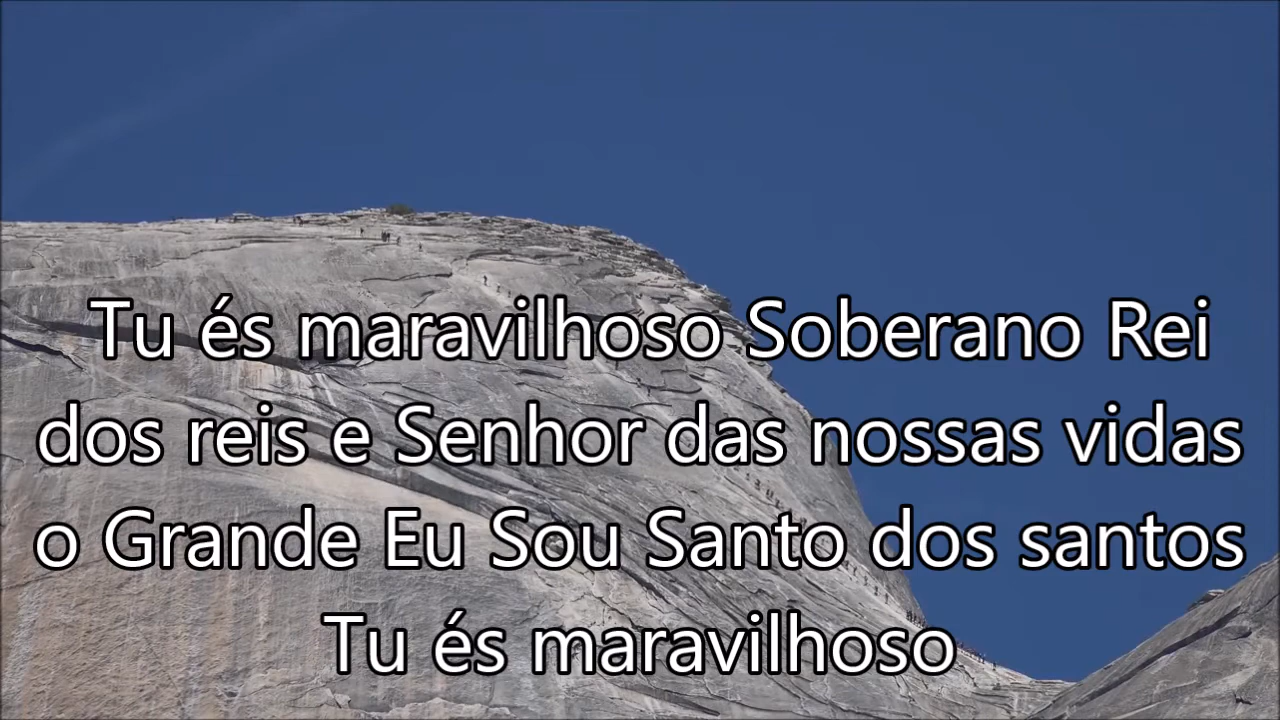 Tu és maravilhoso Soberano Rei
dos reis e Senhor das nossas vidas
o Grande Eu Sou Santo dos santos
Tu és maravilhoso